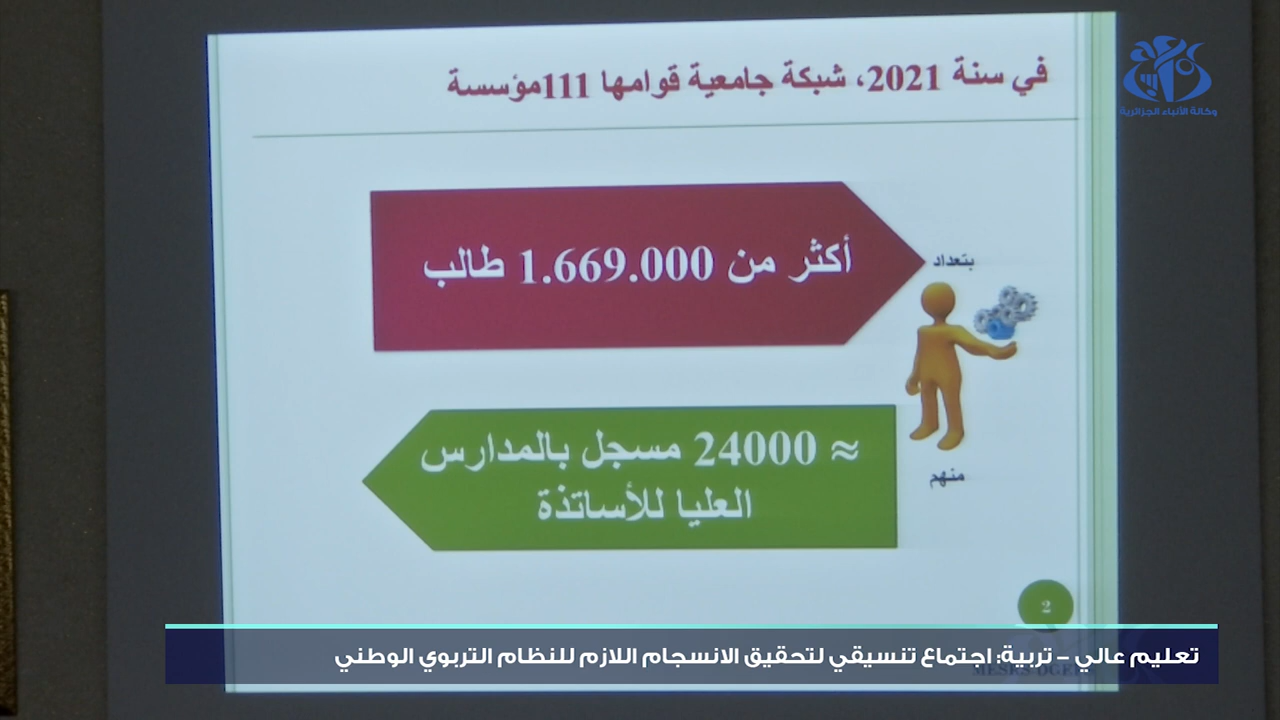 في سنة 2021، شبكة جامعية قوامها 111مؤسسة
وكالة الأنباء الجزائرية
بتعداد
أكثر من 1.669.000 طالب
منهم
≈ 24000 مسجل بالمدارس
العليا للأساتذة
2
تعليم عالي – تربية: اجتماع تنسيقي لتحقيق الانسجام اللازم للنظام التربوي الوطني